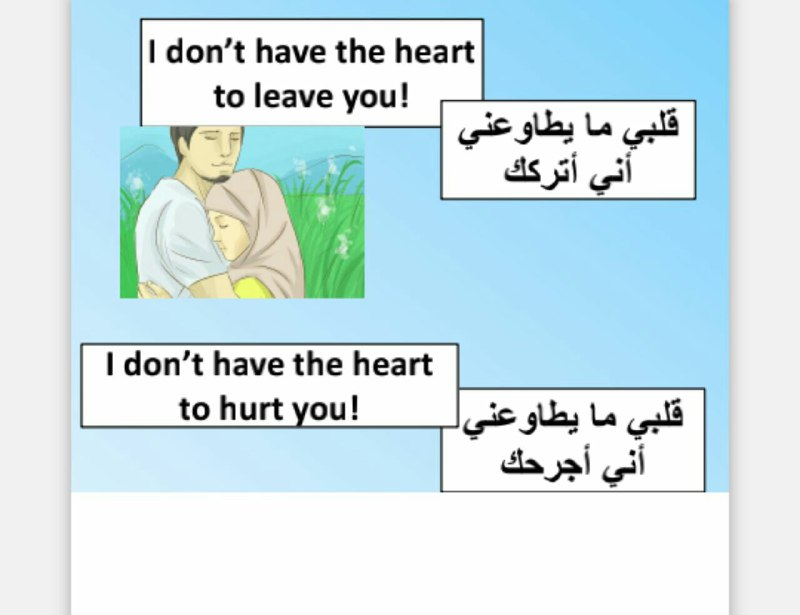 I don’t have the heart
to leave you!
قلبي ما يطاوعني
أني أتركك
I don’t have the heart
to hurt you!
قلبي ما يطاوعني
أني أجرحك